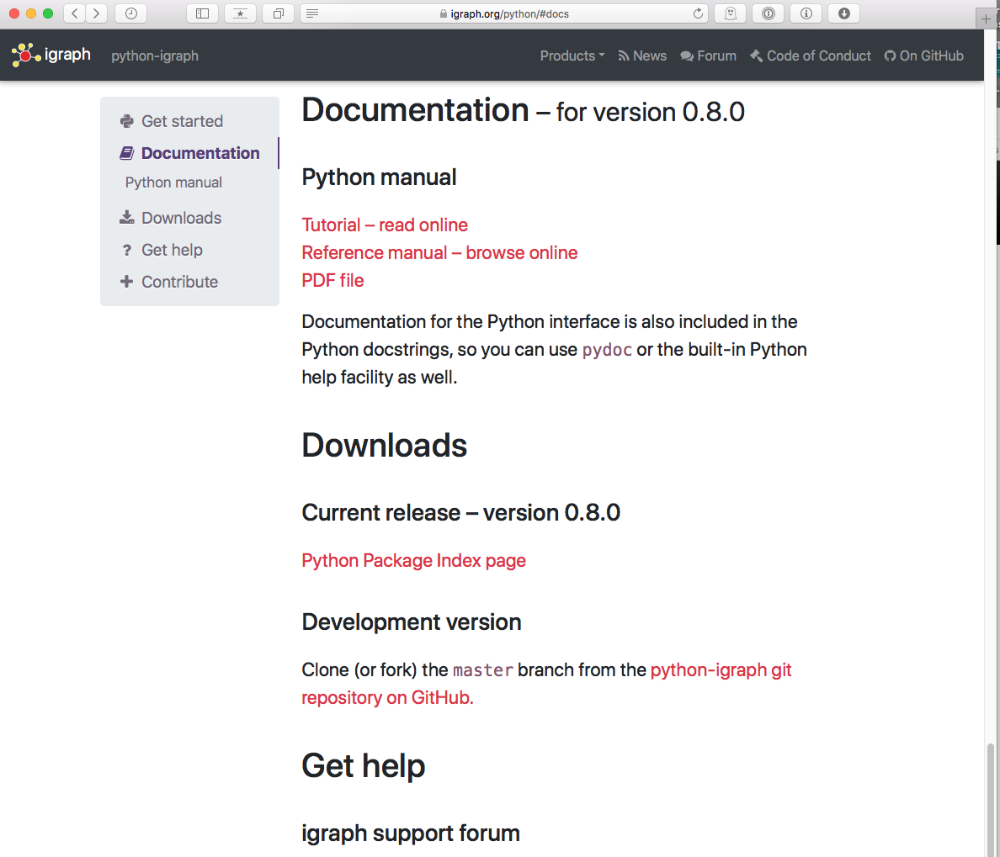 igraph.org/python/#docs
igraph python-igraph Products News Forum Code of Conduct On GitHub
Get started
Documentation
Python manual
Downloads
? Get help
Contribute
Documentation – for version 0.8.0
Python manual
Tutorial – read online
Reference manual – browse online
PDF file
Documentation for the Python interface is also included in the
Python docstrings, so you can use pydoc or the built-in Python
help facility as well.
Downloads
Current release – version 0.8.0
Python Package Index page
Development version
Clone (or fork) the master branch from the python-igraph git
repository on GitHub.
Get help
igraph support forum